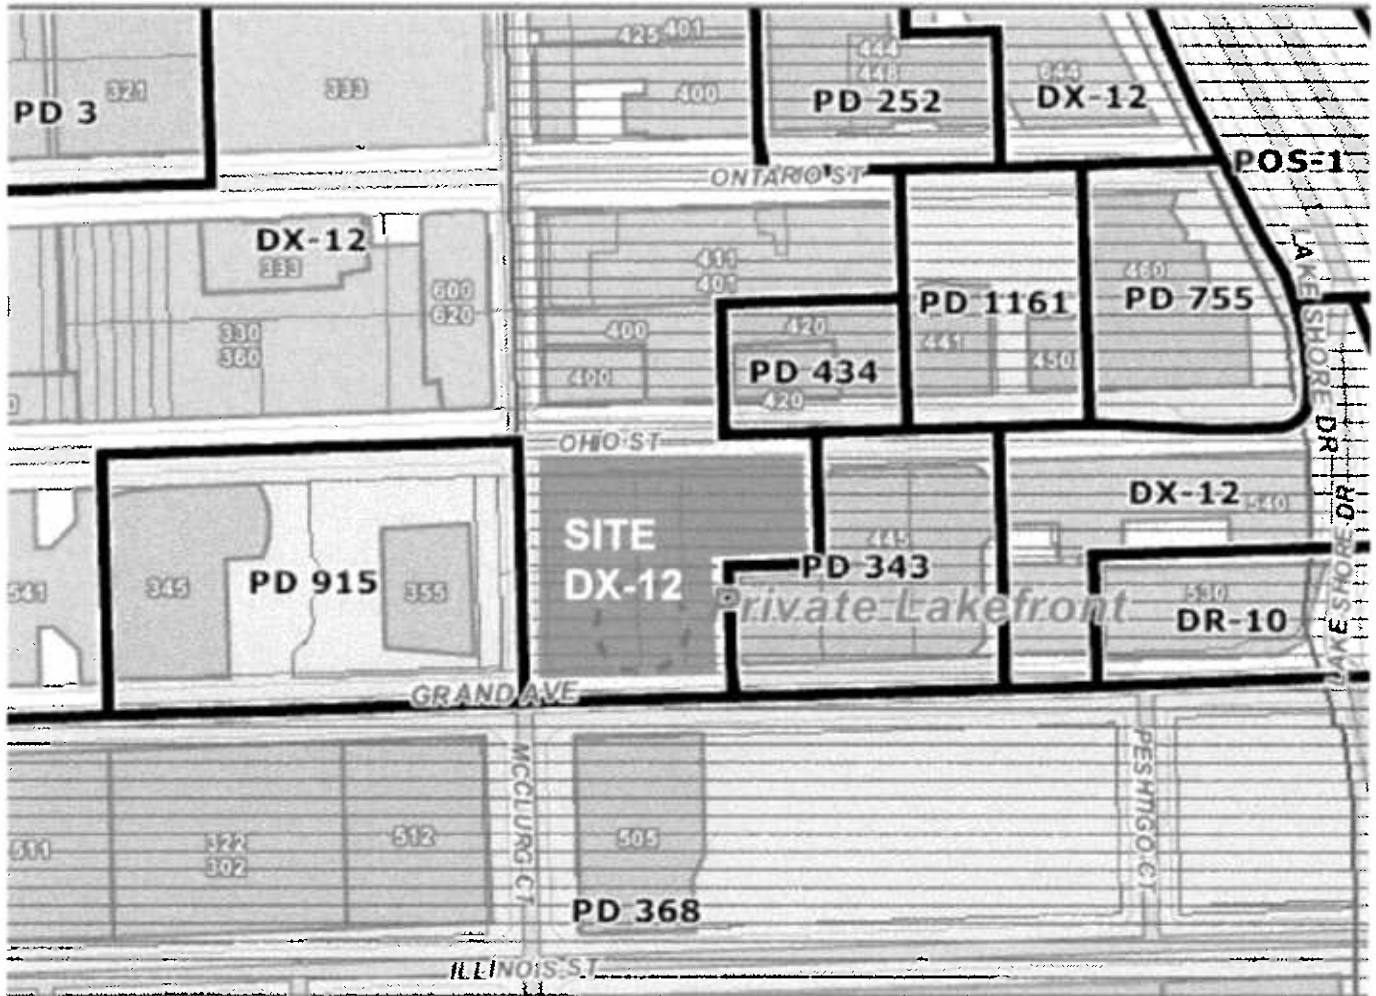 425 401
444
448
644
321
333
400
PD 3
PD 252
DX-12
POS-1
ONTARIO ST
DX-12
333
411
401
460
LAKE SHORE DR
600
620
PD 1161
PD 755
330
360
400
420
441
450
400
PD 434
420
OHIO ST
DX-12
540
SITE
DX-12
445
PD 343
541
345
PD 915
355
Private Lakefront
530
DR-10
LAKE SHORE DR
GRAND AVE
MCCLURG CT
PESHTIGO CT
511
322
302
512
505
PD 368
ILLINOIS ST